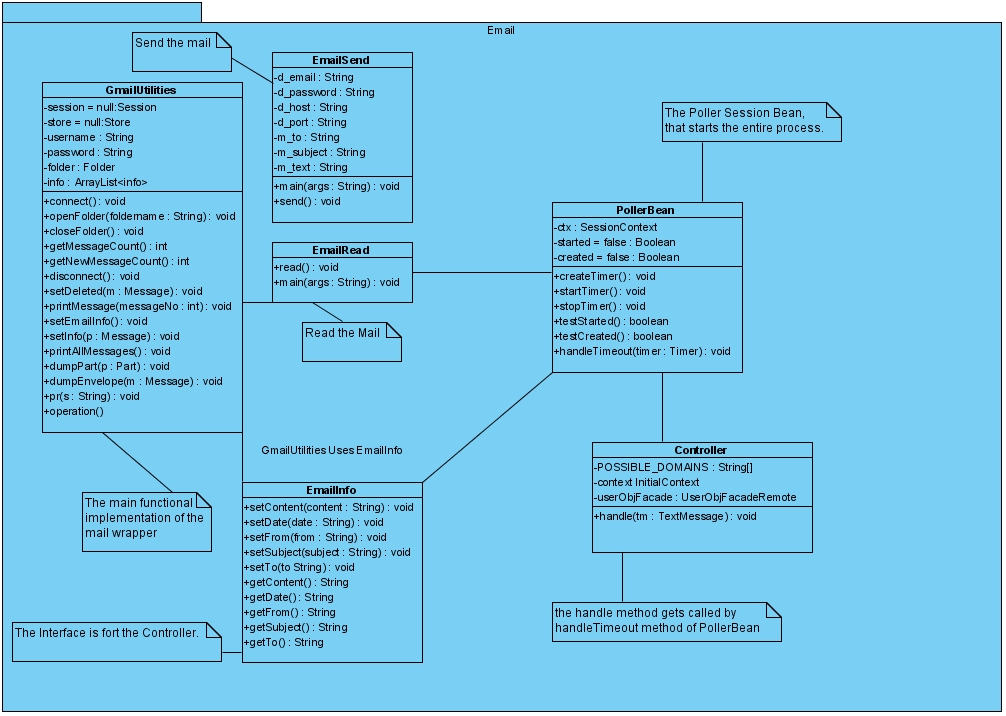 Email
Send the mail
EmailSend
-d_email : String
-d_password : String
-d_host : String
-d_port : String
-m_to : String
-m_subject : String
-m_text : String
+main(args : String) : void
+send() : void
GmailUtilities
-session = null:Session
-store = null:Store
-username : String
-password : String
-folder : Folder
-info : ArrayList<info>
+connect() : void
+openFolder(foldername : String) : void
+closeFolder() : void
+getMessageCount() : int
+getNewMessageCount() : int
+disconnect() : void
+setDeleted(m : Message) : void
+printMessage(messageNo : int) : void
+setEmailInfo() : void
+setInfo(p : Message) : void
+printAllMessages() : void
+dumpPart(p : Part) : void
+dumpEnvelope(m : Message) : void
+pr(s : String) : void
+operation()
The Poller Session Bean,
that starts the entire process.
EmailRead
+read() : void
+main(args : String) : void
Read the Mail
PollerBean
-ctx : SessionContext
-started = false : Boolean
-created = false : Boolean
+createTimer() : void
+startTimer() : void
+stopTimer() : void
+testStarted() : boolean
+testCreated() : boolean
+handleTimeout(timer : Timer) : void
GmailUtilities Uses EmailInfo
Controller
-POSSIBLE_DOMAINS : String[]
-context InitialContext
-userObjFacade : UserObjFacadeRemote
+handle(tm : TextMessage) : void
The main functional
implementation of the
mail wrapper
EmailInfo
+setContent(content : String) : void
+setDate(date : String) : void
+setFrom(from : String) : void
+setSubject(subject : String) : void
+setTo(to String) : void
+getContent() : String
+getDate() : String
+getFrom() : String
+getSubject() : String
+getTo() : String
The Interface is fort the Controller.
the handle method gets called by
handleTimeout method of PollerBean